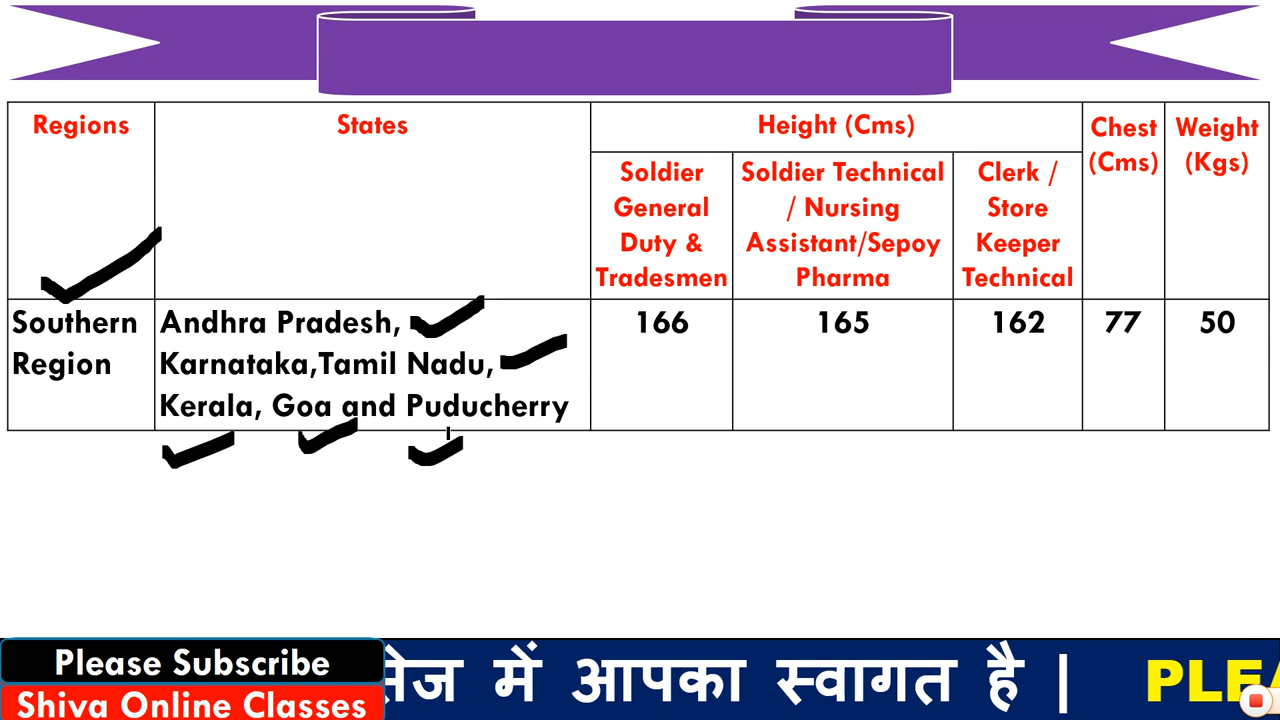 Regions
States
Height (Cms)
Chest
(Cms)
Weight
(Kgs)
Soldier
General
Duty &
Tradesmen
Soldier Technical
/ Nursing
Assistant/Sepoy
Pharma
Clerk /
Store
Keeper
Technical
Southern
Region
Andhra Pradesh,
Karnataka,Tamil Nadu,
Kerala, Goa and Puducherry
166
165
162
77
50
Please Subscribe
Shiva Online Classes
में आपका स्वागत है |